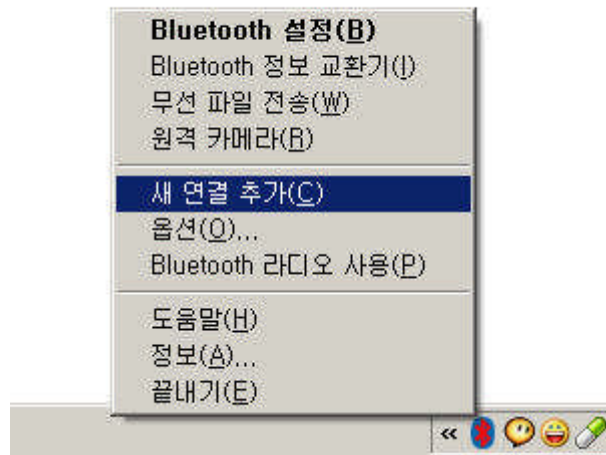 Bluetooth 설정(B)
Bluetooth 정보 교환기(I)
무선 파일 전송(W)
원격 카메라(R)
새 연결 추가(C)
옵션(O)...
Bluetooth 라디오 사용(P)
도움말(H)
정보(A)...
끝내기(E)
«